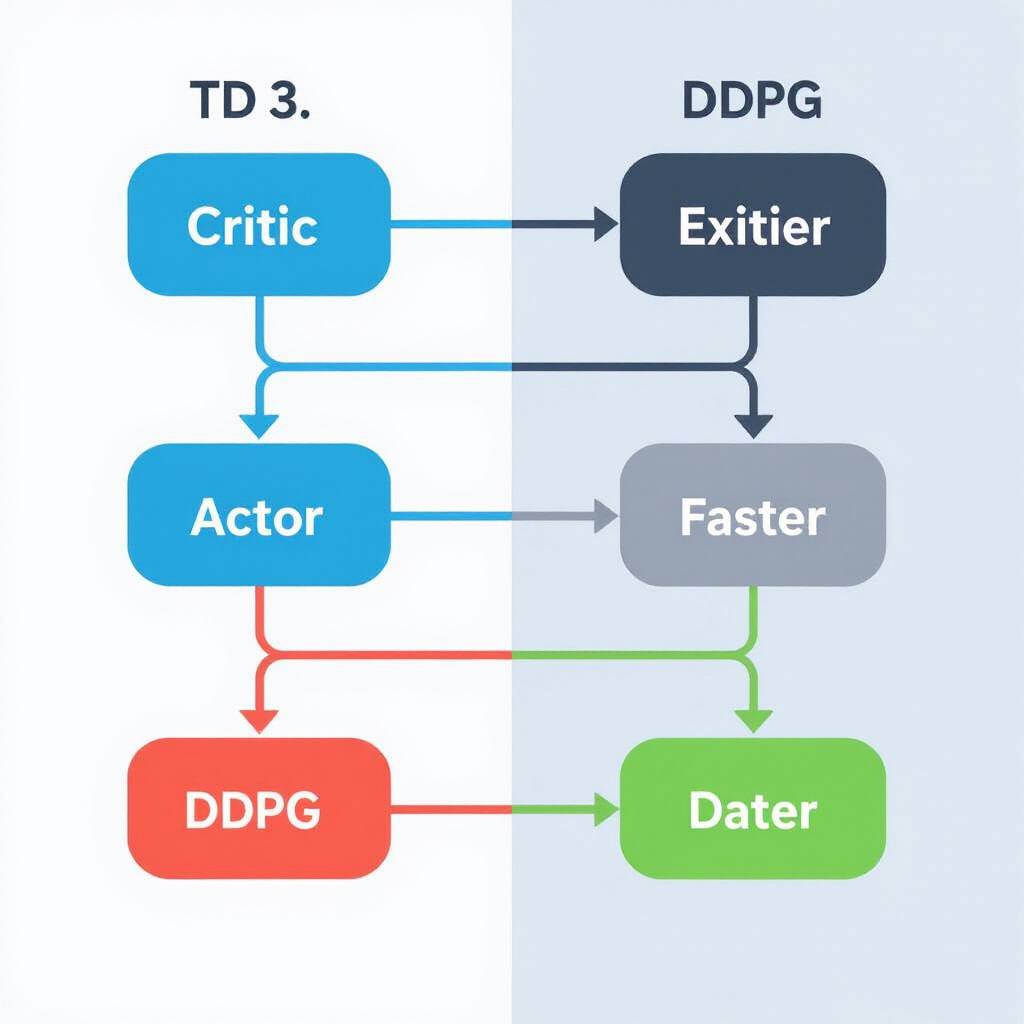 TD 3.
DDPG
Critic
Exitier
Actor
Faster
DDPG
Dater